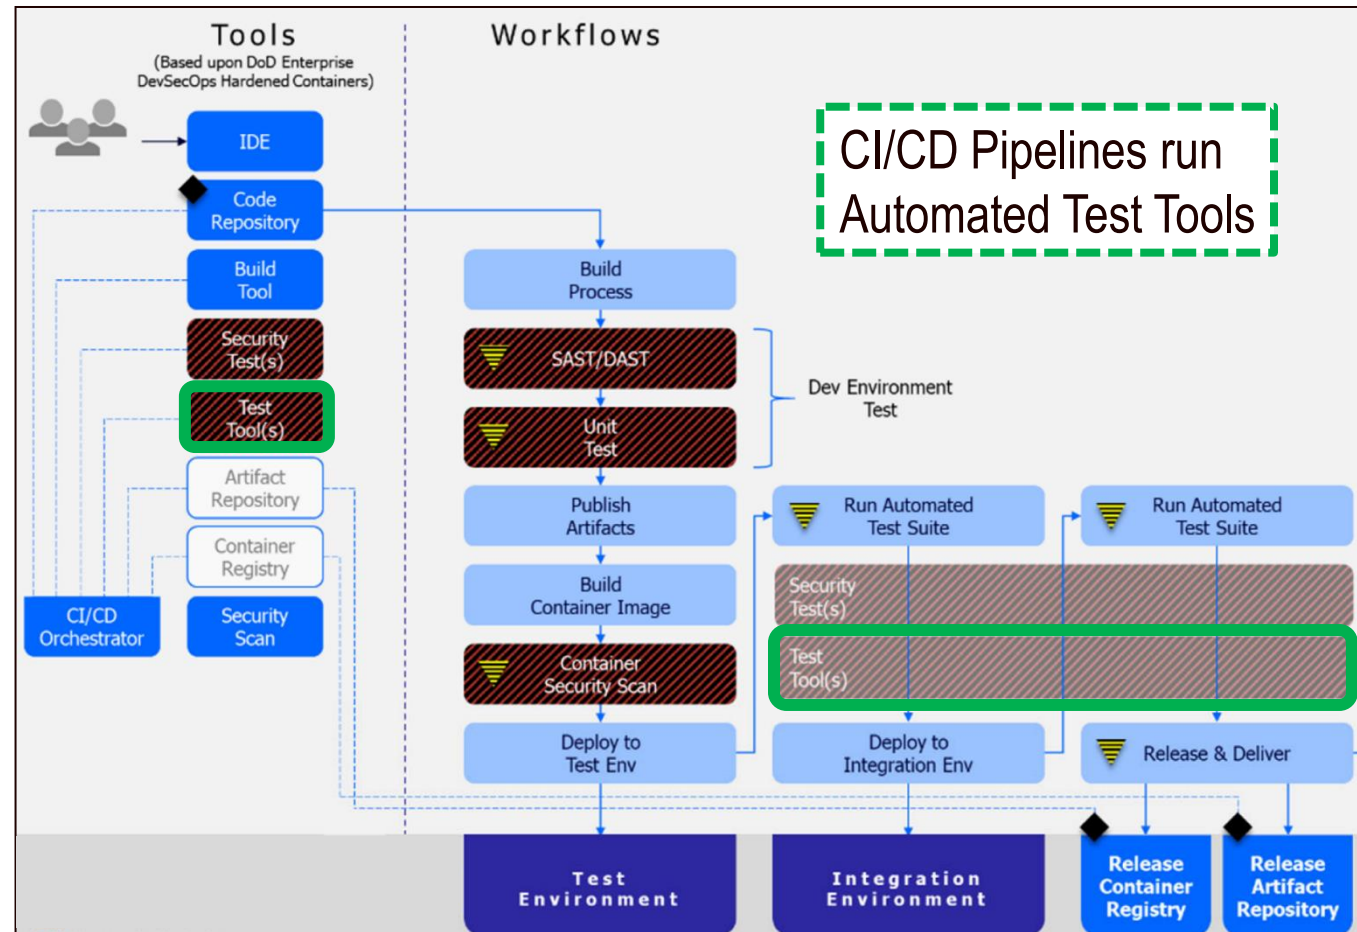 Tools
(Based upon DoD Enterprise
DevSecOps Hardened Containers)
IDE
Code
Repository
Build
Tool
Security
Test(s)
Test
Tool(s)
Artifact
Repository
Container
Registry
CI/CD
Orchestrator
Security
Scan
Workflows
CI/CD Pipelines run
Automated Test Tools
Build
Process
SAST/DAST
Unit
Test
Dev Environment
Test
Publish
Artifacts
Build
Container Image
Container
Security Scan
Deploy to
Test Env
Run Automated
Test Suite
Run Automated
Test Suite
Security
Test(s)
Test
Tool(s)
Deploy to
Integration Env
Release & Deliver
Test
Environment
Integration
Environment
Release
Container
Registry
Release
Artifact
Repository